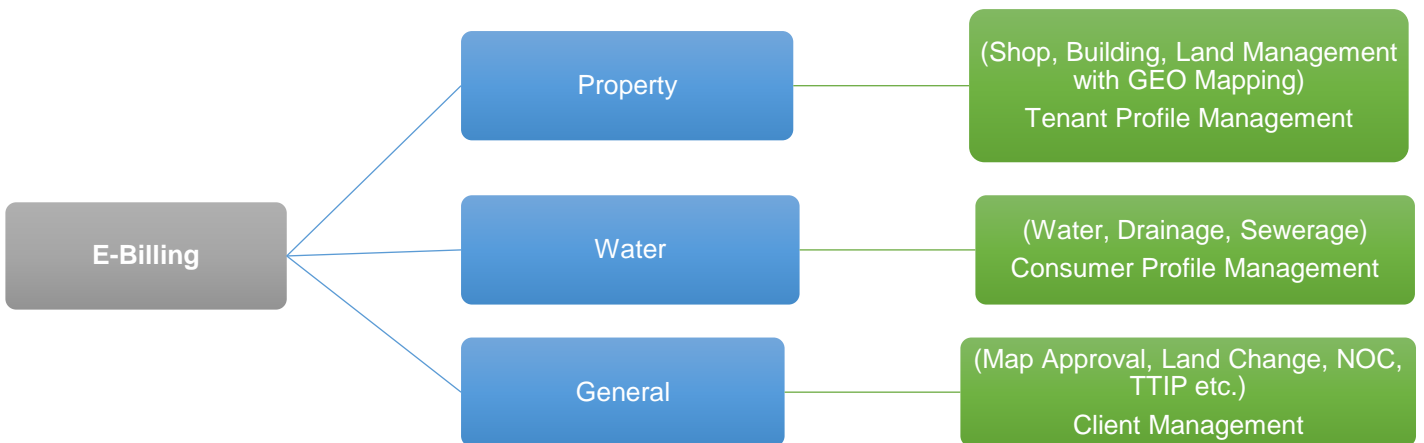 E-Billing
Property
(Shop, Building, Land Management
with GEO Mapping)
Tenant Profile Management
Water
(Water, Drainage, Sewerage)
Consumer Profile Management
General
(Map Approval, Land Change, NOC,
TTIP etc.)
Client Management